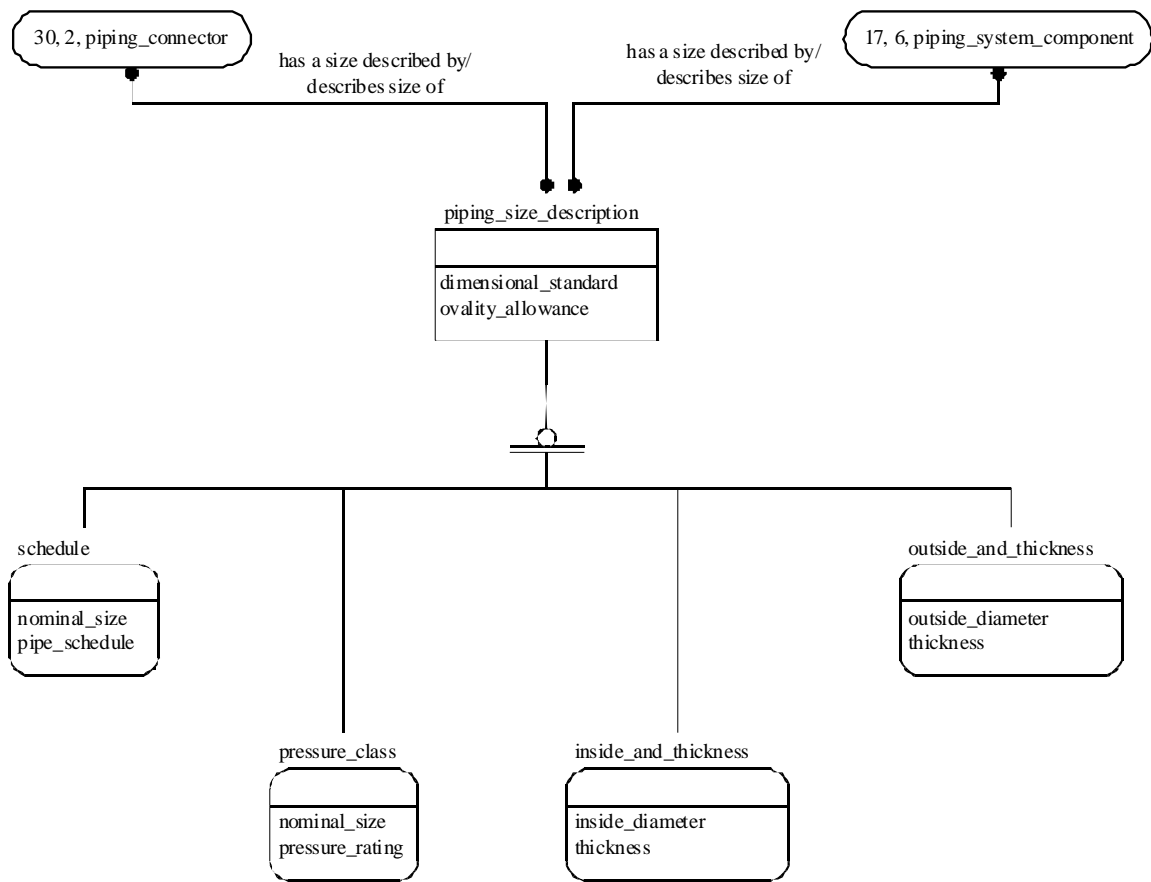 30, 2, piping_connector
17, 6, piping_system_component
has a size described by/
describes size of
has a size described by/
describes size of
piping_size_description
dimensional_standard
ovality_allowance
schedule
nominal_size
pipe_schedule
outside_and_thickness
outside_diameter
thickness
pressure_class
nominal_size
pressure_rating
inside_and_thickness
inside_diameter
thickness